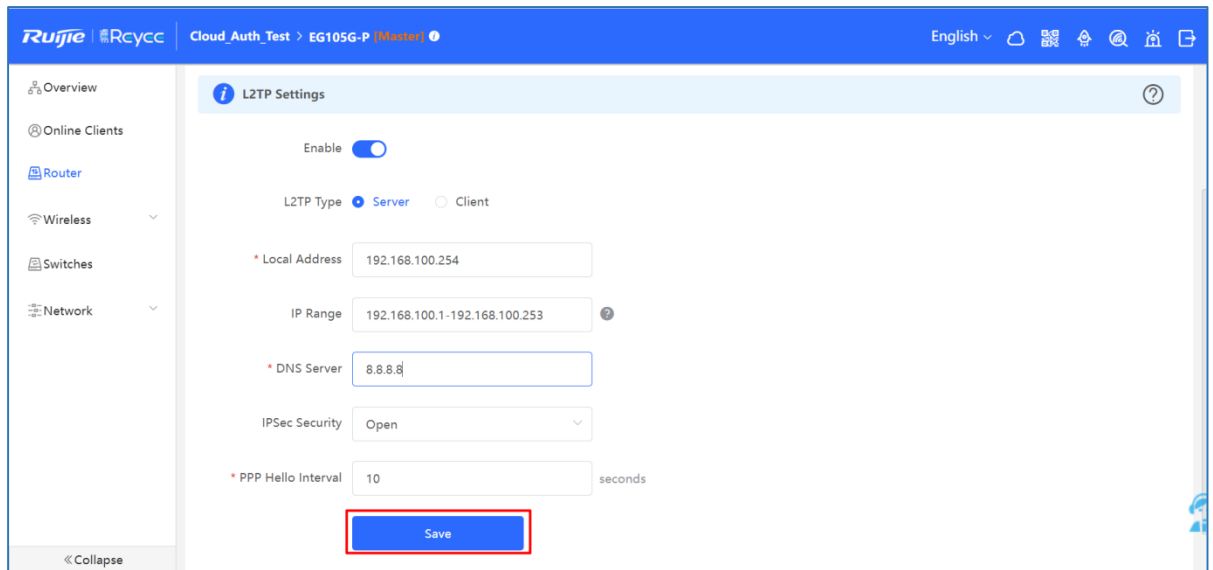 Ruijie Rcycc Cloud_Auth_Test > EG105G-P [Master] English
Overview
L2TP Settings
Online Clients
Enable
Router
L2TP Type Server Client
Wireless
* Local Address 192.168.100.254
Switches
Network
IP Range 192.168.100.1-192.168.100.253
* DNS Server 8.8.8.8
IPSec Security Open
* PPP Hello Interval 10 seconds
Save
«Collapse